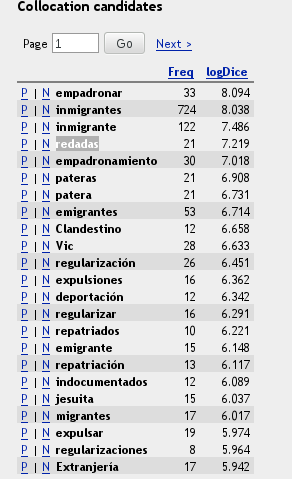 Collocation candidates
Page 1 Go Next >
Freq logDice
P | N empadronar 33 8.094
P | N inmigrantes 724 8.038
P | N inmigrante 122 7.486
P | N redadas 21 7.219
P | N empadronamiento 30 7.018
P | N pateras 21 6.908
P | N patera 21 6.731
P | N emigrantes 53 6.714
P | N Clandestino 12 6.658
P | N Vic 28 6.633
P | N regularización 26 6.451
P | N expulsiones 16 6.362
P | N deportación 12 6.342
P | N regularizar 16 6.291
P | N repatriados 10 6.221
P | N emigrante 15 6.148
P | N repatriación 13 6.117
P | N indocumentados 12 6.089
P | N jesuita 15 6.037
P | N migrantes 17 6.017
P | N expulsar 19 5.974
P | N regularizaciones 8 5.964
P | N Extranjería 17 5.942